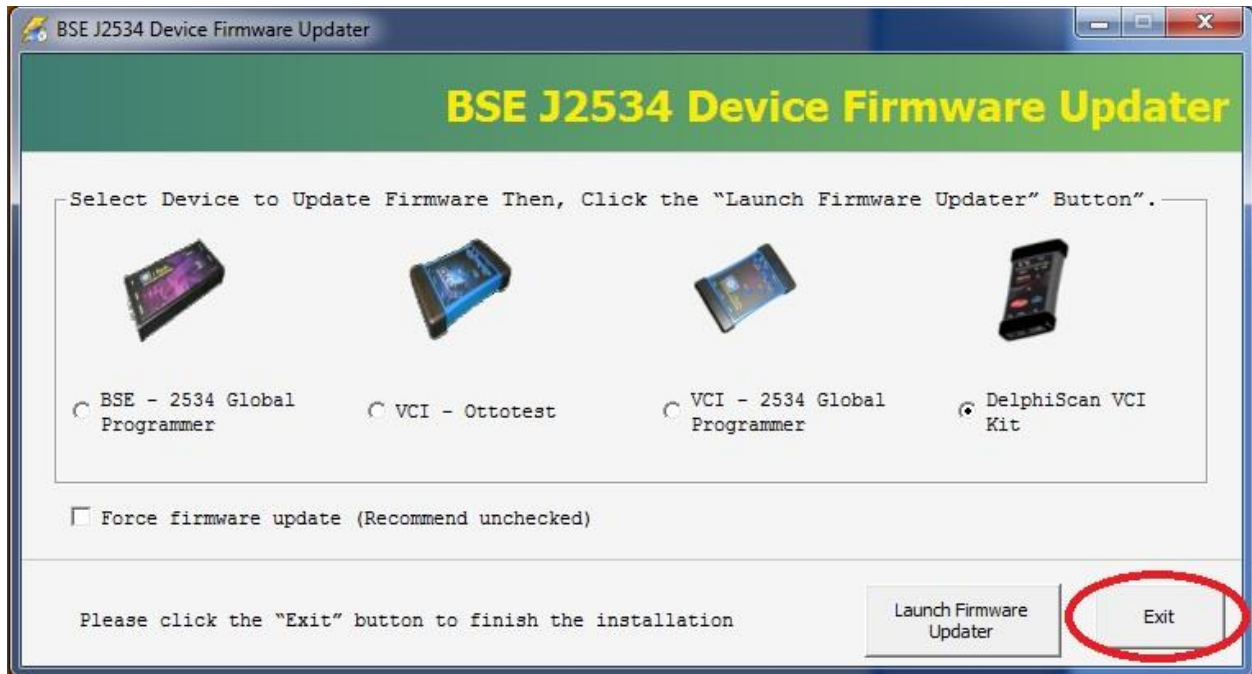 BSE J2534 Device Firmware Updater
BSE J2534 Device Firmware Updater
Select Device to Update Firmware Then, Click the “Launch Firmware Updater” Button”.
BSE - 2534 Global
Programmer
VCI - Ottotest
VCI - 2534 Global
Programmer
DelphiScan VCI
Kit
Force firmware update (Recommend unchecked)
Please click the “Exit” button to finish the installation
Launch Firmware
Updater
Exit